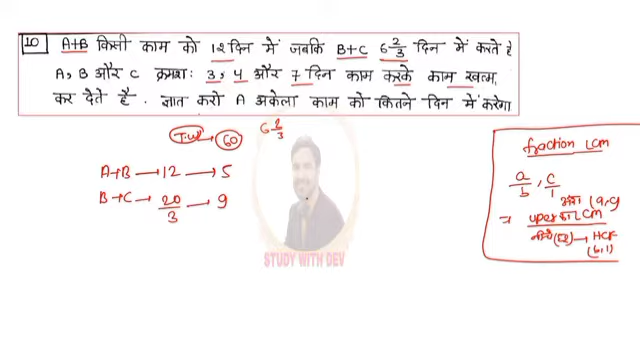 10 A+B किसी काम को 12 दिन में जबकि B+C 6 2/3 दिन में करते है
A, B और C क्रमशः 3, 4 और 7 दिन काम करके काम खत्म
कर देते है. ज्ञात करो A अकेला काम को कितने दिन में करेगा
T.W → 60
6 2/3
A+B → 12 → 5
B+C → 20/3 → 9
STUDY WITH DEV
fraction LCM
a/b , c/1
(a, c)
⇒ LCM
→ HCF
(b, 1)